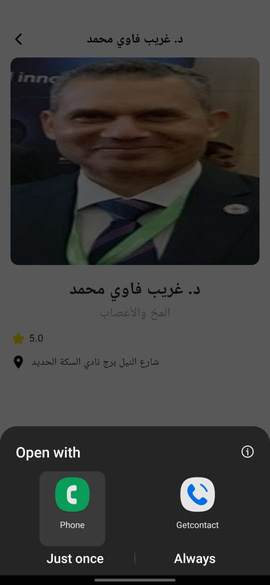 د. غريب فاوي محمد
inno
د. غريب فاوي محمد
المخ والأعصاب
5.0
شارع النيل برج نادي السكة الحديد
Open with
Phone
Getcontact
Just once
Always